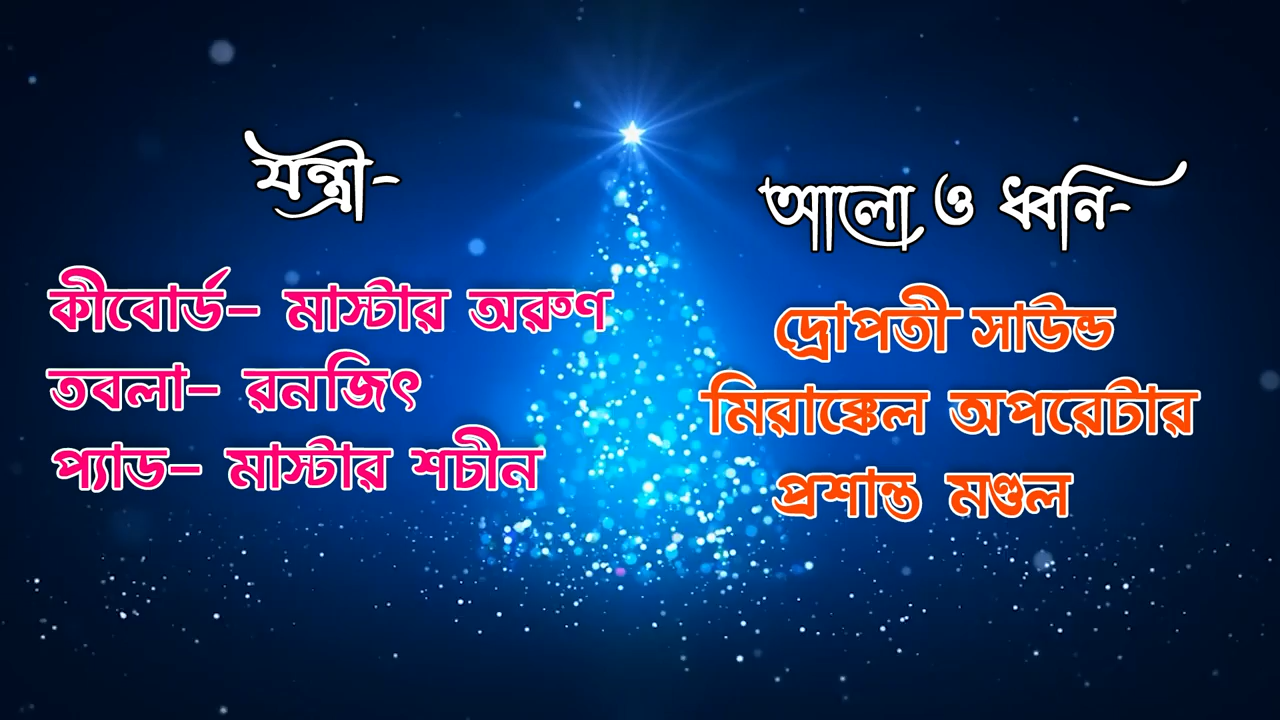 যন্ত্রী-
কীবোর্ড- মাস্টার অরুণ
তবলা- রনজিৎ
প্যাড- মাস্টার শচীন
আলো ও ধ্বনি-
দ্রোপতী সাউন্ড
মিরাক্কেল অপরেটার
প্রশান্ত মণ্ডল